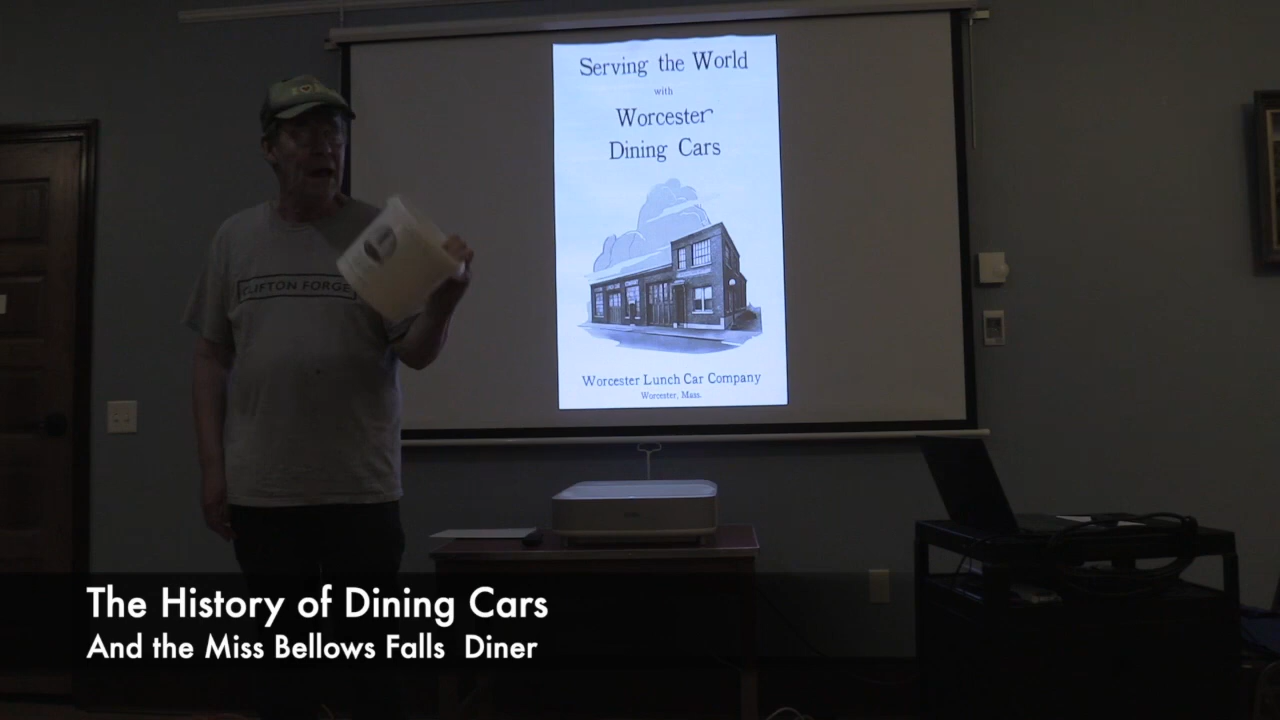 Serving the World
with
Worcester
Dining Cars
Worcester Lunch Car Company
Worcester, Mass.
CLIFTON FORGE
The History of Dining Cars
And the Miss Bellows Falls Diner